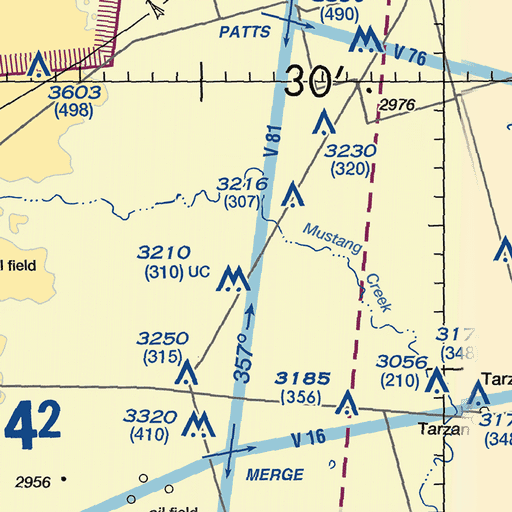 (490)
PATTS
V 76
30'
3603
(498)
2976
V 81
3230
(320)
3216
(307)
Mustang
Creek
3210
(310) UC
l field
357°
3250
(315)
317
(348
3056
(210)
3185
(356)
Tarz
42
3320
(410)
317
(348
Tarzan
V 16
MERGE
2956
oil field